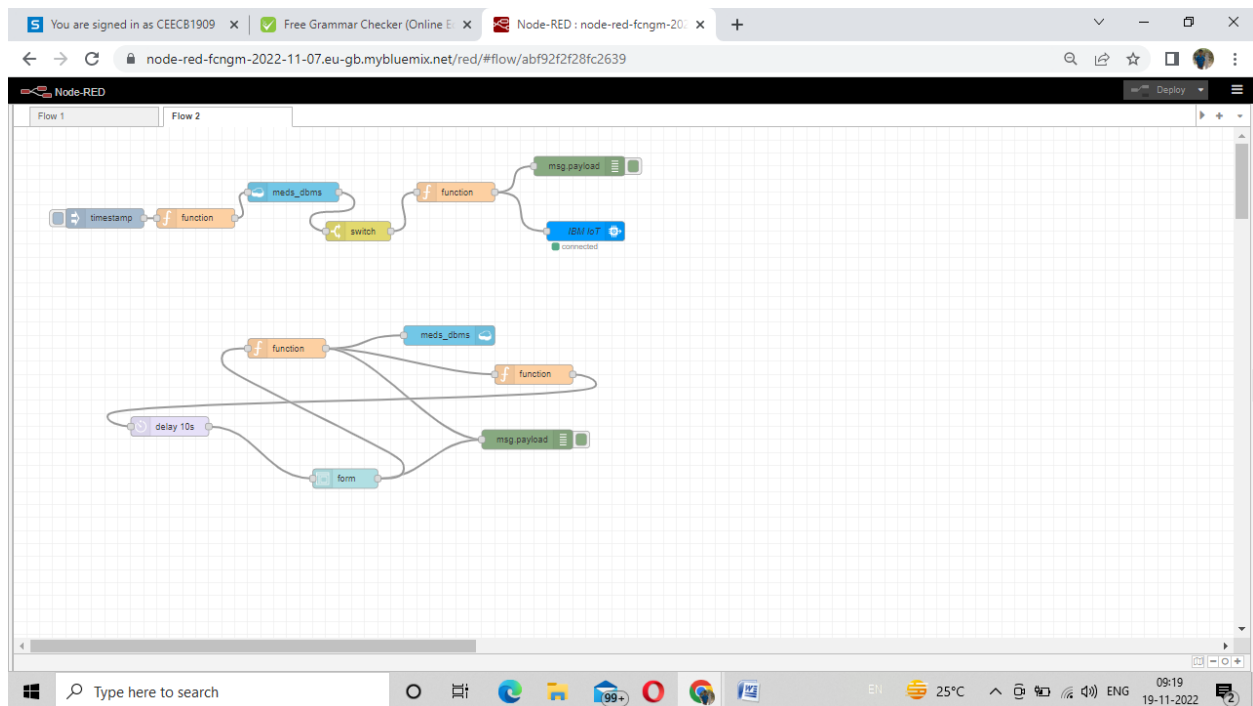 S You are signed in as CEECB1909
Free Grammar Checker (Online E
Node-RED : node-red-fcngm-202
node-red-fcngm-2022-11-07.eu-gb.mybluemix.net/red/#flow/abf92f2f28fc2639
Node-RED
Deploy
Flow 1
Flow 2
msg.payload
meds_dbms
f function
timestamp
f function
switch
IBM IoT
connected
meds_dbms
f function
f function
delay 10s
msg.payload
form
Type here to search
99+
EN
25°C
ENG
09:19
19-11-2022
2